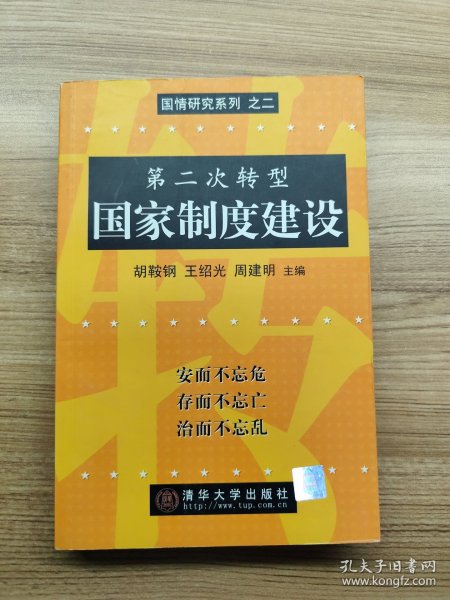 国情研究系列 之二
第二次转型
国家制度建设
胡鞍钢 王绍光 周建明 主编
安而不忘危
存而不忘亡
治而不忘乱
清华大学出版社
http://www.tup.com.cn
孔夫子旧书网
www.kongfz.com